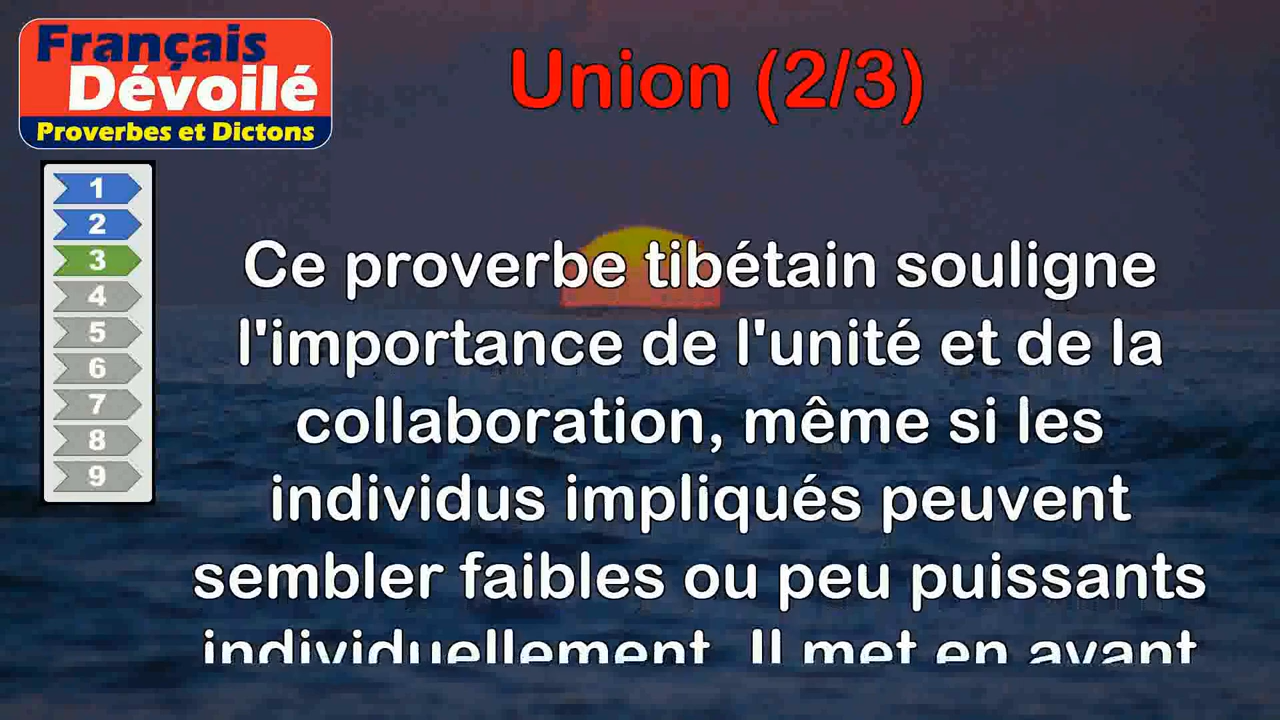 Français
Dévoilé
Proverbes et Dictons
Union (2/3)
1
2
3
4
5
6
7
8
9
Ce proverbe tibétain souligne
l'importance de l'unité et de la
collaboration, même si les
individus impliqués peuvent
sembler faibles ou peu puissants
individuellement. Il met en avant